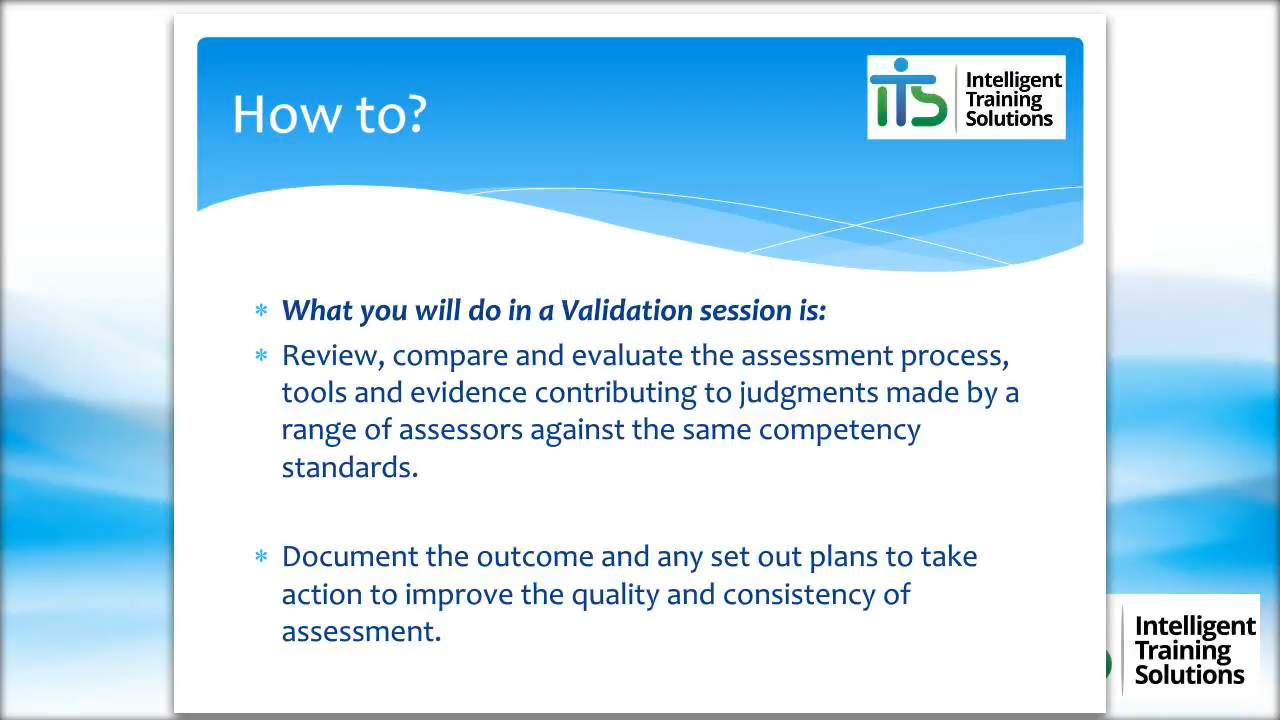 How to?
iTS
Intelligent
Training
Solutions
* What you will do in a Validation session is:
* Review, compare and evaluate the assessment process,
tools and evidence contributing to judgments made by a
range of assessors against the same competency
standards.
* Document the outcome and any set out plans to take
action to improve the quality and consistency of
assessment.
Intelligent
Training
Solutions